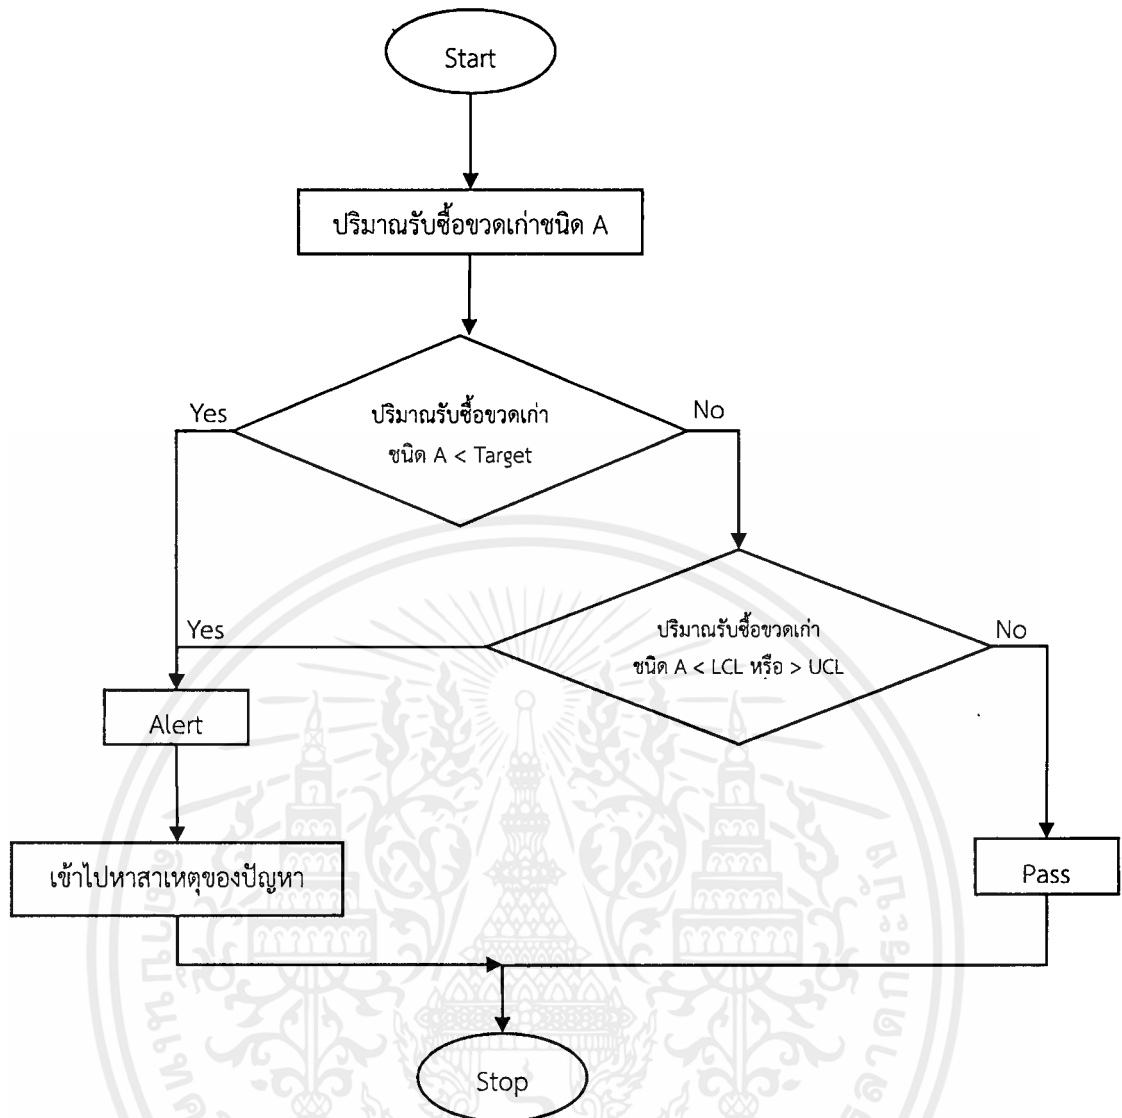 Start
ปริมาณรับซื้อขวดเก่าชนิด A
Yes
ปริมาณรับซื้อขวดเก่า
ชนิด A < Target
No
Yes
ปริมาณรับซื้อขวดเก่า
ชนิด A < LCL หรือ > UCL
No
Alert
เข้าไปหาสาเหตุของปัญหา
Pass
Stop